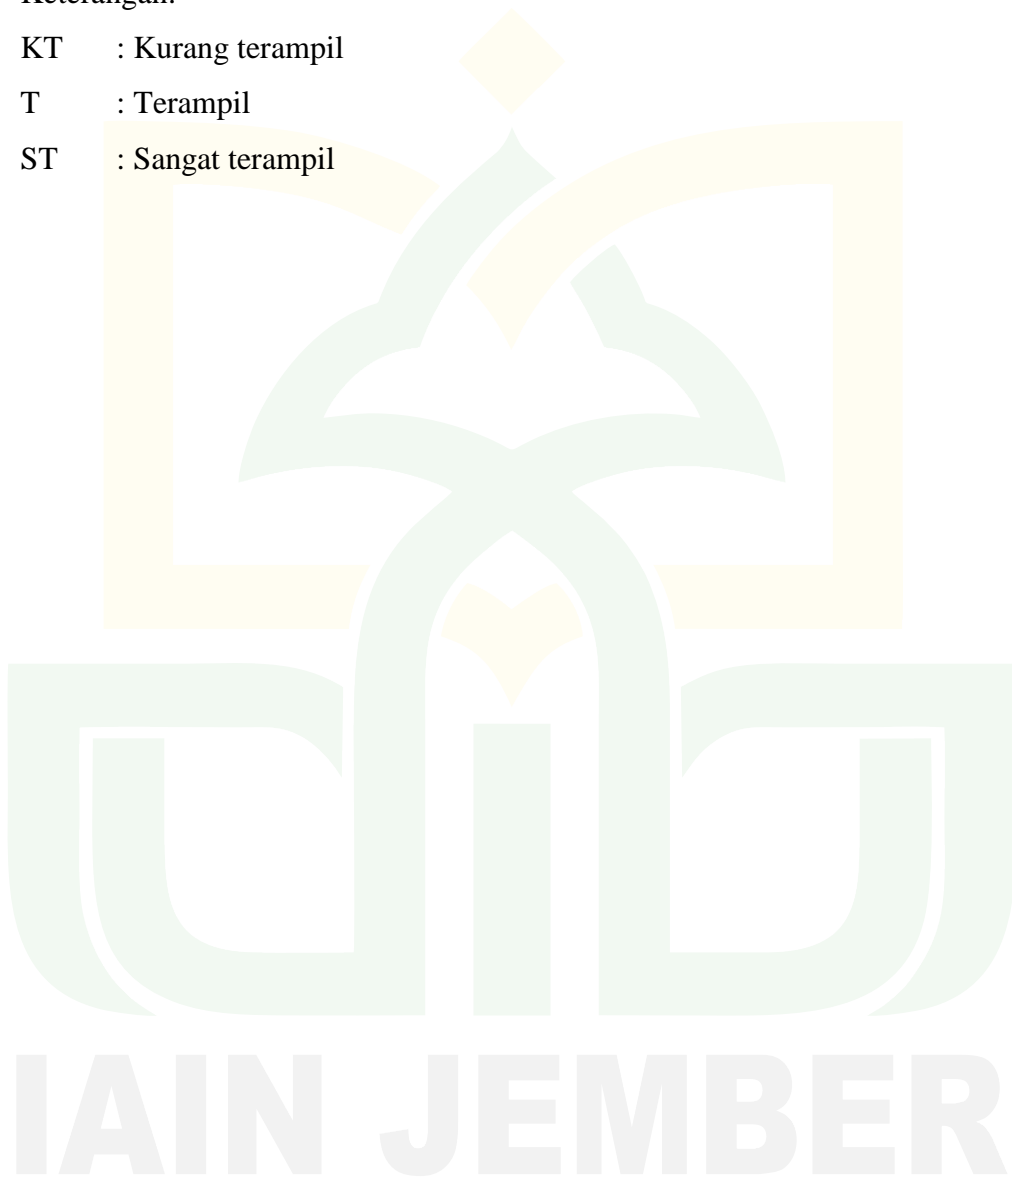 Keterangan:
KT : Kurang terampil
T : Terampil
ST : Sangat terampil
IAIN JEMBER